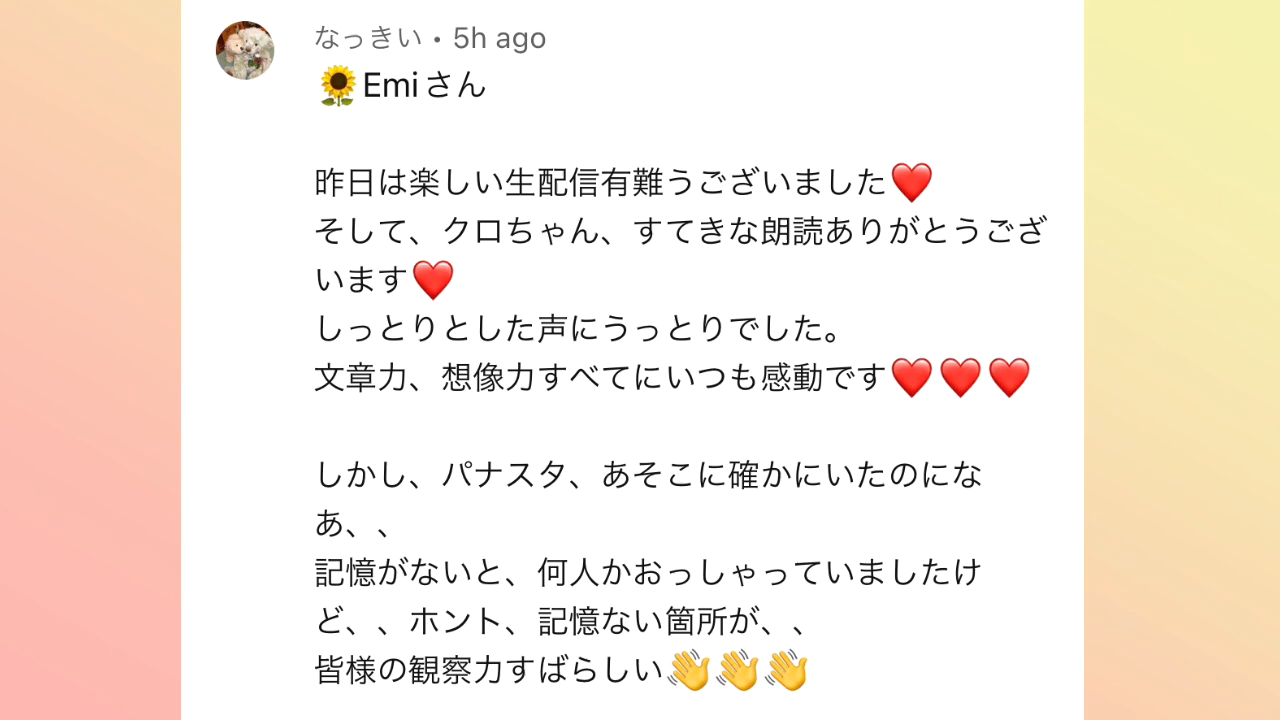 なっきい • 5h ago
🌻Emiさん
昨日は楽しい生配信有難うございました❤️
そして、クロちゃん、すてきな朗読ありがとうござ
います❤️
しっとりとした声にうっとりでした。
文章力、想像力すべてにいつも感動です❤️❤️❤️
しかし、パナスタ、あそこに確かにいたのにな
あ、、
記憶がないと、何人かおっしゃっていましたけ
ど、、ホント、記憶ない箇所が、、
皆様の観察力すばらしい👋👋👋